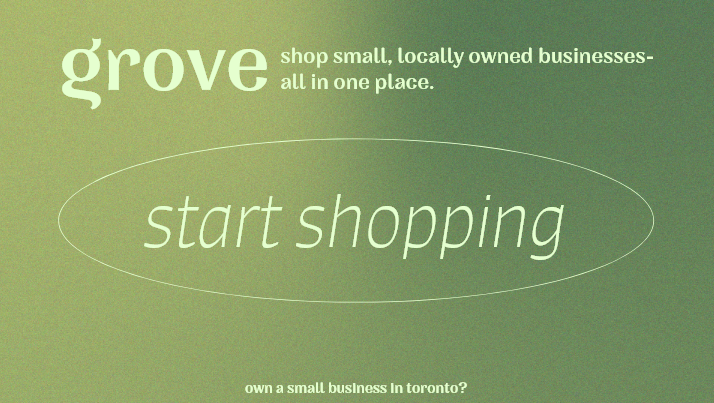 grove
shop small, locally owned businesses-
all in one place.
start shopping
own a small business in toronto?